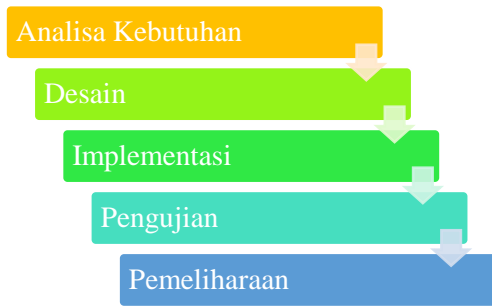 Analisa Kebutuhan
Desain
Implementasi
Pengujian
Pemeliharaan